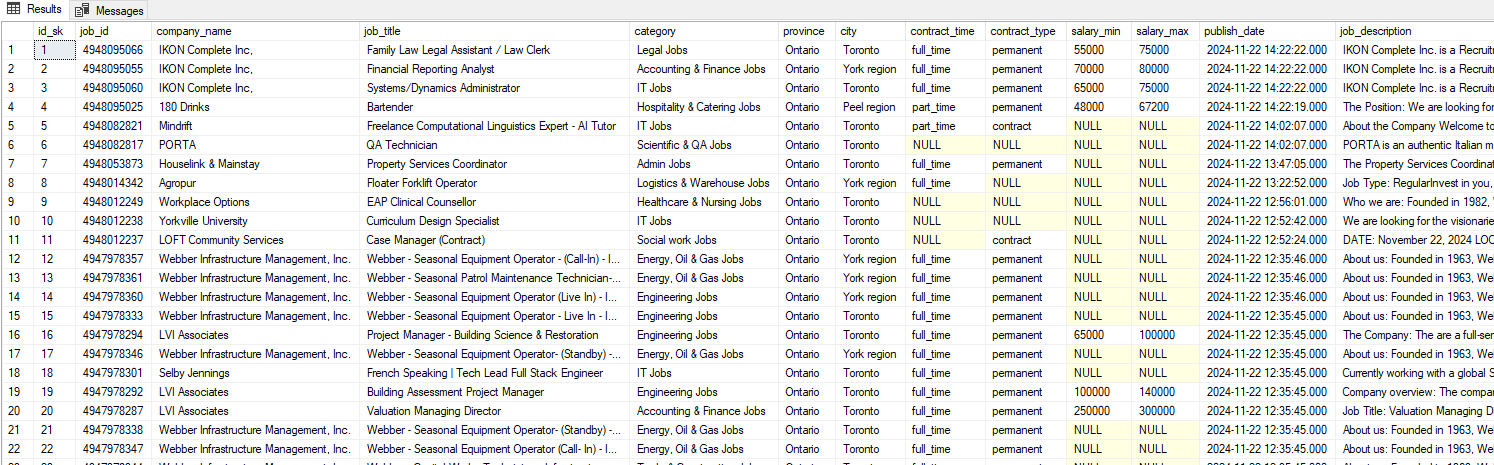 Results Messages
id_sk job_id company_name job_title category province city contract_time contract_type salary_min salary_max publish_date job_description
1 1 4948095066 IKON Complete Inc, Family Law Legal Assistant / Law Clerk Legal Jobs Ontario Toronto full_time permanent 55000 75000 2024-11-22 14:22:22.000 IKON Complete Inc. is a Recruitm
2 2 4948095055 IKON Complete Inc, Financial Reporting Analyst Accounting & Finance Jobs Ontario York region full_time permanent 70000 80000 2024-11-22 14:22:22.000 IKON Complete Inc. is a Recruitm
3 3 4948095060 IKON Complete Inc, Systems/Dynamics Administrator IT Jobs Ontario Toronto full_time permanent 65000 75000 2024-11-22 14:22:22.000 IKON Complete Inc. is a Recruitm
4 4 4948095025 180 Drinks Bartender Hospitality & Catering Jobs Ontario Peel region part_time permanent 48000 67200 2024-11-22 14:22:19.000 The Position: We are looking for
5 5 4948082821 Mindrift Freelance Computational Linguistics Expert - AI Tutor IT Jobs Ontario Toronto part_time contract NULL NULL 2024-11-22 14:02:07.000 About the Company Welcome to
6 6 4948082817 PORTA QA Technician Scientific & QA Jobs Ontario Toronto NULL NULL NULL NULL 2024-11-22 14:02:07.000 PORTA is an authentic Italian m
7 7 4948053873 Houselink & Mainstay Property Services Coordinator Admin Jobs Ontario Toronto full_time permanent NULL NULL 2024-11-22 13:47:05.000 The Property Services Coordinat
8 8 4948014342 Agropur Floater Forklift Operator Logistics & Warehouse Jobs Ontario York region full_time NULL NULL NULL 2024-11-22 13:22:52.000 Job Type: RegularInvest in you,
9 9 4948012249 Workplace Options EAP Clinical Counsellor Healthcare & Nursing Jobs Ontario Toronto NULL NULL NULL NULL 2024-11-22 12:56:01.000 Who we are: Founded in 1982,
10 10 4948012238 Yorkville University Curriculum Design Specialist IT Jobs Ontario Toronto NULL NULL NULL NULL 2024-11-22 12:52:42.000 We are looking for the visionarie
11 11 4948012237 LOFT Community Services Case Manager (Contract) Social work Jobs Ontario Toronto NULL contract NULL NULL 2024-11-22 12:52:24.000 DATE: November 22, 2024 LOC
12 12 4947978357 Webber Infrastructure Management, Inc. Webber - Seasonal Equipment Operator - (Call-In) - I... Energy, Oil & Gas Jobs Ontario York region full_time permanent NULL NULL 2024-11-22 12:35:46.000 About us: Founded in 1963, We
13 13 4947978361 Webber Infrastructure Management, Inc. Webber - Seasonal Patrol Maintenance Technician-... Energy, Oil & Gas Jobs Ontario York region full_time permanent NULL NULL 2024-11-22 12:35:46.000 About us: Founded in 1963, We
14 14 4947978360 Webber Infrastructure Management, Inc. Webber - Seasonal Equipment Operator (Live In) - I... Engineering Jobs Ontario York region full_time permanent NULL NULL 2024-11-22 12:35:46.000 About us: Founded in 1963, We
15 15 4947978333 Webber Infrastructure Management, Inc. Webber - Seasonal Equipment Operator - Live In - I... Engineering Jobs Ontario Toronto full_time permanent NULL NULL 2024-11-22 12:35:45.000 About us: Founded in 1963, We
16 16 4947978294 LVI Associates Project Manager - Building Science & Restoration Engineering Jobs Ontario Toronto full_time permanent 65000 100000 2024-11-22 12:35:45.000 The Company: The are a full-ser
17 17 4947978346 Webber Infrastructure Management, Inc. Webber - Seasonal Equipment Operator- (Standby) -... Energy, Oil & Gas Jobs Ontario York region full_time permanent NULL NULL 2024-11-22 12:35:45.000 About us: Founded in 1963, We
18 18 4947978301 Selby Jennings French Speaking | Tech Lead Full Stack Engineer IT Jobs Ontario Toronto full_time permanent NULL NULL 2024-11-22 12:35:45.000 Currently working with a global S
19 19 4947978292 LVI Associates Building Assessment Project Manager Engineering Jobs Ontario Toronto full_time permanent 100000 140000 2024-11-22 12:35:45.000 Company overview: The compa
20 20 4947978287 LVI Associates Valuation Managing Director Accounting & Finance Jobs Ontario Toronto full_time permanent 250000 300000 2024-11-22 12:35:45.000 Job Title: Valuation Managing D
21 21 4947978338 Webber Infrastructure Management, Inc. Webber - Seasonal Equipment Operator- (Standby) -... Energy, Oil & Gas Jobs Ontario Toronto full_time permanent NULL NULL 2024-11-22 12:35:45.000 About us: Founded in 1963, We
22 22 4947978347 Webber Infrastructure Management, Inc. Webber - Seasonal Equipment Operator (Call- In) - I... Energy, Oil & Gas Jobs Ontario Toronto full_time permanent NULL NULL 2024-11-22 12:35:45.000 About us: Founded in 1963, We